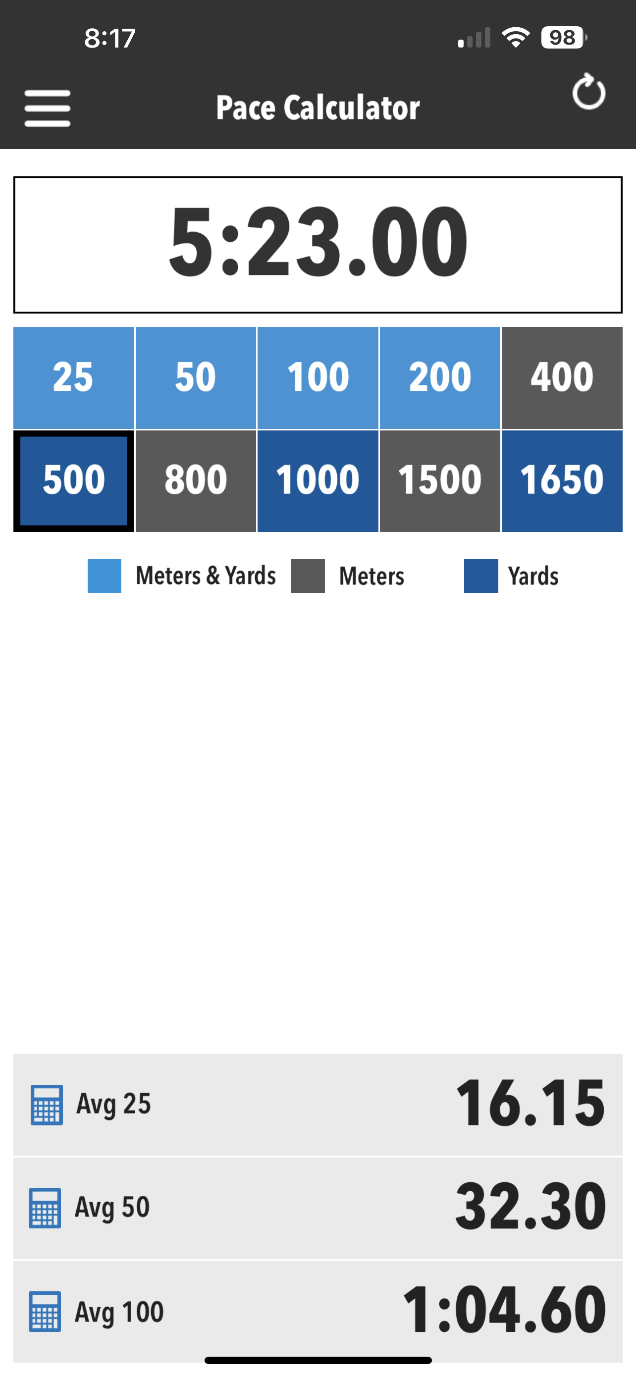 8:17 98
Pace Calculator
5:23.00
25 50 100 200 400
500 800 1000 1500 1650
Meters & Yards Meters Yards
Avg 25 16.15
Avg 50 32.30
Avg 100 1:04.60